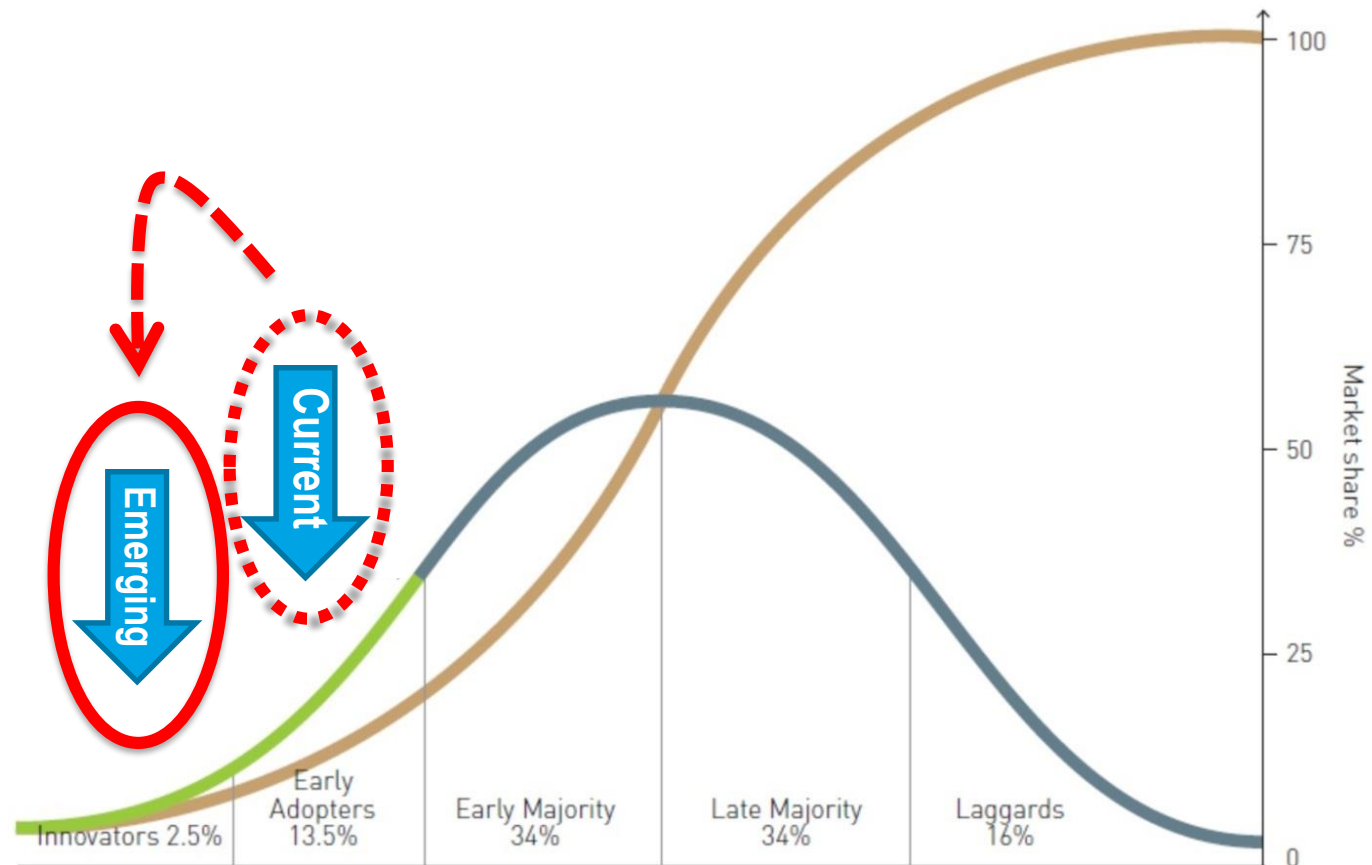 100
75
Current
Emerging
50
Market share %
25
Early
Adopters
13.5%
Innovators 2.5%
Early Majority
34%
Late Majority
34%
Laggards
16%
0